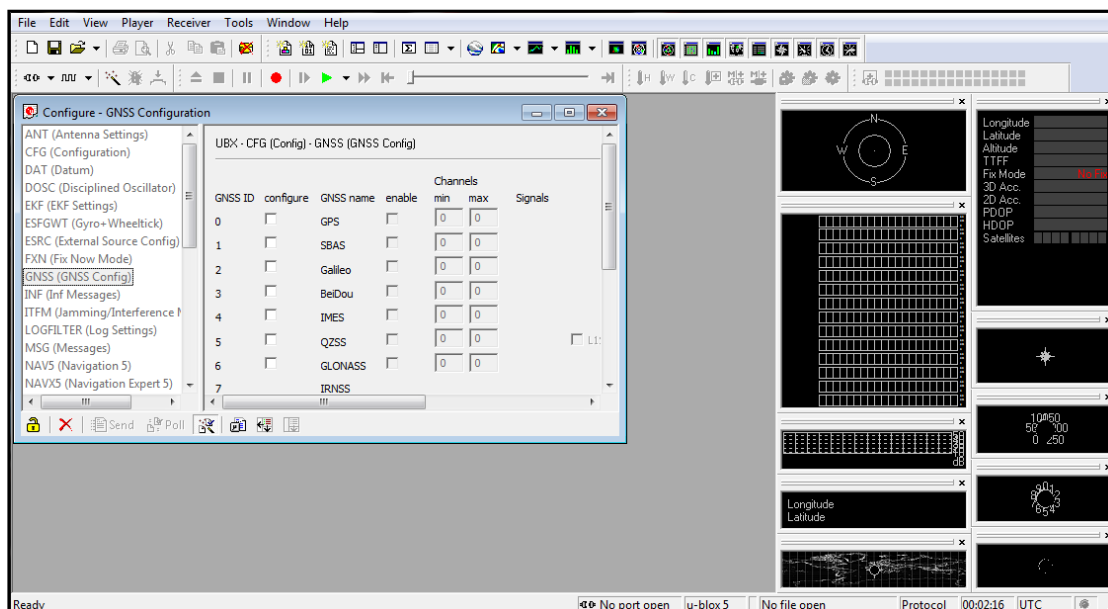 File Edit View Player Receiver Tools Window Help
Configure - GNSS Configuration
ANT (Antenna Settings)
CFG (Configuration)
DAT (Datum)
DOSC (Disciplined Oscillator)
EKF (EKF Settings)
ESFGWT (Gyro+Wheeltick)
ESRC (External Source Config)
FXN (Fix Now Mode)
GNSS (GNSS Config)
INF (Inf Messages)
ITFM (Jamming/Interference
LOGFILTER (Log Settings)
MSG (Messages)
NAV5 (Navigation 5)
NAVX5 (Navigation Expert 5)
UBX - CFG (Config) - GNSS (GNSS Config)
Channels
GNSS ID configure GNSS name enable min max Signals
0 GPS 0 0
1 SBAS 0 0
2 Galileo 0 0
3 BeiDou 0 0
4 IMES 0 0
5 QZSS 0 0
6 GLONASS 0 0
7 IRNSS
Send Poll
N
W E
S
Longitude
Latitude
Altitude
TTFF
Fix Mode No Fix
3D Acc.
2D Acc.
PDOP
HDOP
Satellites
dB
Longitude
Latitude
Ready No port open u-blox 5 No file open Protocol 00:02:16 UTC